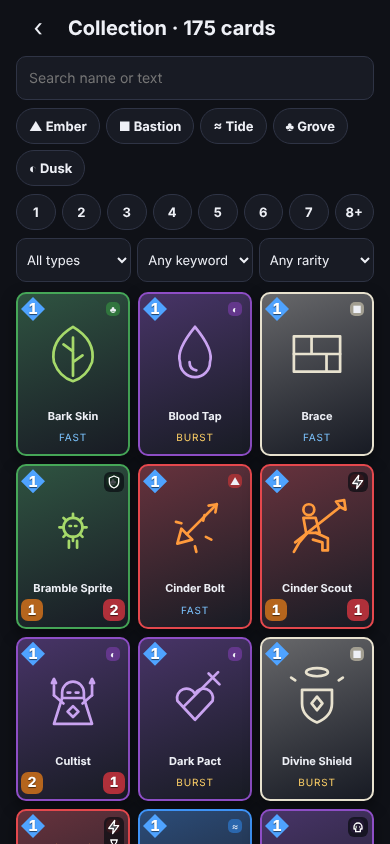 Collection · 175 cards
Search name or text
▲ Ember ■ Bastion ≈ Tide ♣ Grove
◖ Dusk
1 2 3 4 5 6 7 8+
All types Any keyword Any rarity
1 ♣ 1 ◖ 1 ■
Bark Skin Blood Tap Brace
FAST BURST FAST
1 1 ▲ 1
Bramble Sprite Cinder Bolt Cinder Scout
1 2 FAST 1 1
1 ◖ 1 ◖ 1 ■
Cultist Dark Pact Divine Shield
2 1 BURST BURST
1 1 ≈ 1